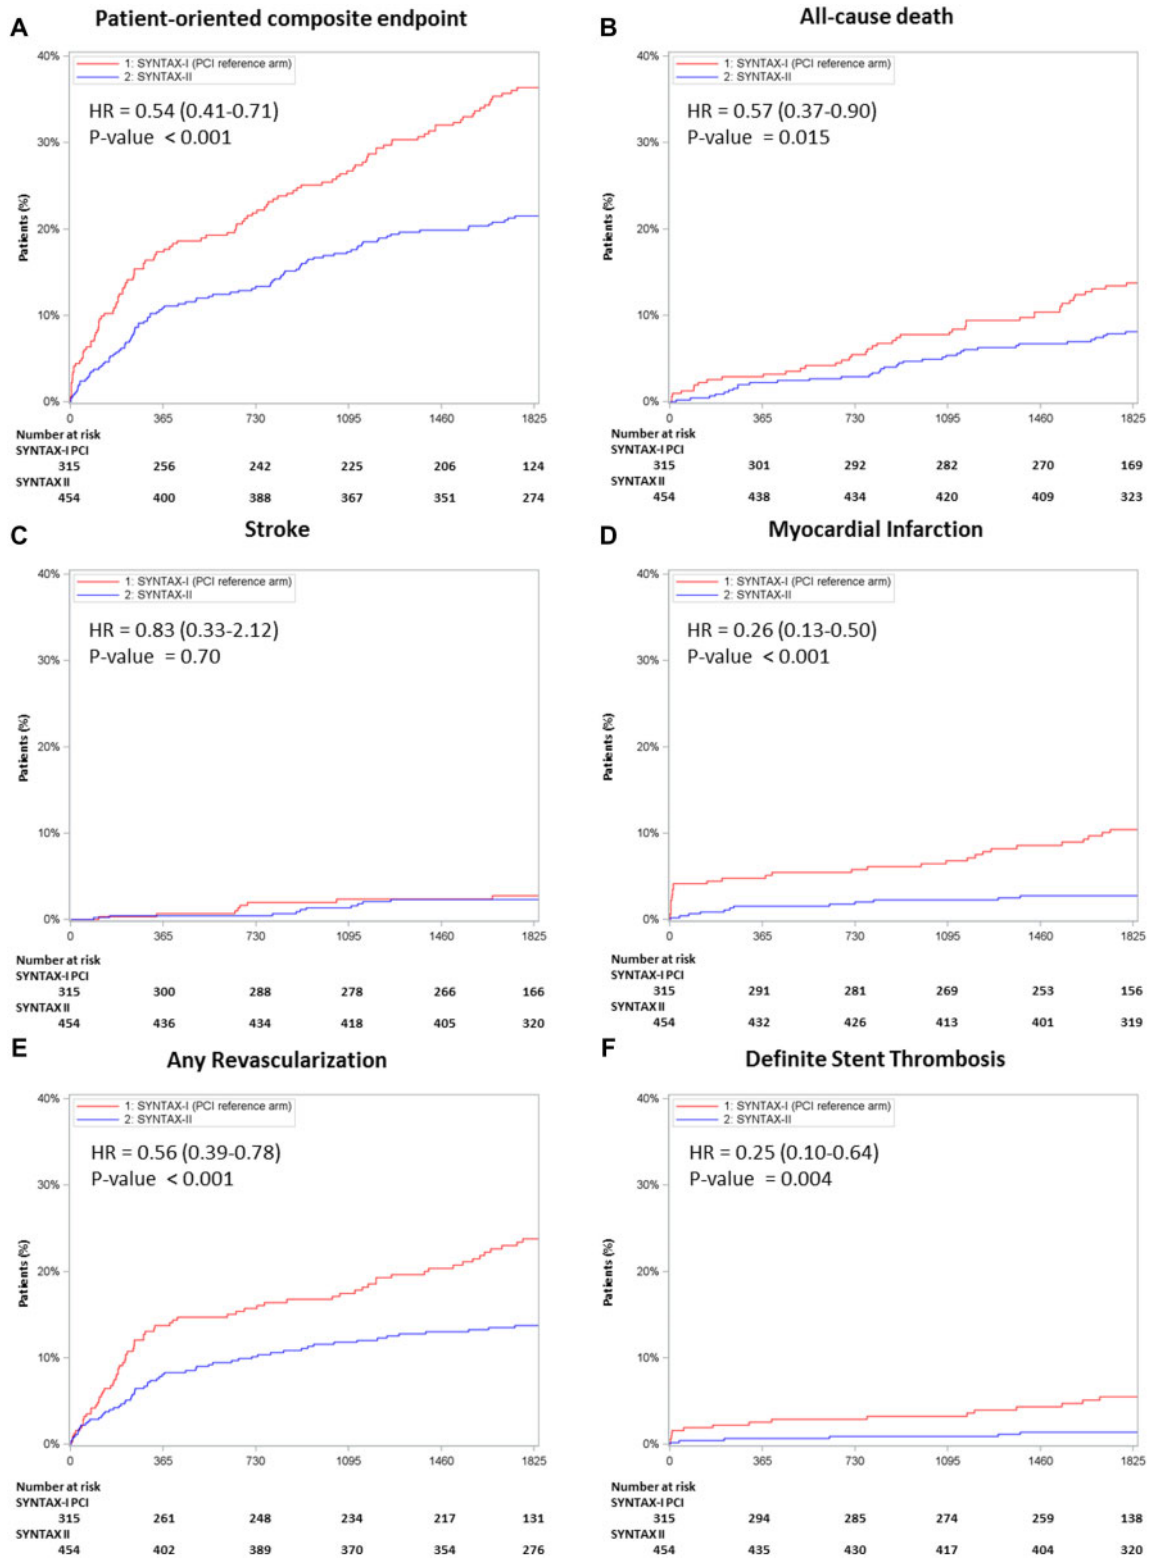 A
Patient-oriented composite endpoint
40%
30%
20%
10%
0%
Patients (%)
1: SYNTAX-I (PCI reference arm)
2: SYNTAX-II
HR = 0.54 (0.41-0.71)
P-value < 0.001
0 365 730 1095 1460 1825
Number at risk
SYNTAX-I PCI
315 256 242 225 206 124
SYNTAX II
454 400 388 367 351 274
B
All-cause death
40%
30%
20%
10%
0%
Patients (%)
1: SYNTAX-I (PCI reference arm)
2: SYNTAX-II
HR = 0.57 (0.37-0.90)
P-value = 0.015
0 365 730 1095 1460 1825
Number at risk
SYNTAX-I PCI
315 301 292 282 270 169
SYNTAX II
454 438 434 420 409 323
C
Stroke
40%
30%
20%
10%
0%
Patients (%)
1: SYNTAX-I (PCI reference arm)
2: SYNTAX-II
HR = 0.83 (0.33-2.12)
P-value = 0.70
0 365 730 1095 1460 1825
Number at risk
SYNTAX-I PCI
315 300 288 278 266 166
SYNTAX II
454 436 434 418 405 320
D
Myocardial Infarction
40%
30%
20%
10%
0%
Patients (%)
1: SYNTAX-I (PCI reference arm)
2: SYNTAX-II
HR = 0.26 (0.13-0.50)
P-value < 0.001
0 365 730 1095 1460 1825
Number at risk
SYNTAX-I PCI
315 291 281 269 253 156
SYNTAX II
454 432 426 413 401 319
E
Any Revascularization
40%
30%
20%
10%
0%
Patients (%)
1: SYNTAX-I (PCI reference arm)
2: SYNTAX-II
HR = 0.56 (0.39-0.78)
P-value < 0.001
0 365 730 1095 1460 1825
Number at risk
SYNTAX-I PCI
315 261 248 234 217 131
SYNTAX II
454 402 389 370 354 276
F
Definite Stent Thrombosis
40%
30%
20%
10%
0%
Patients (%)
1: SYNTAX-I (PCI reference arm)
2: SYNTAX-II
HR = 0.25 (0.10-0.64)
P-value = 0.004
0 365 730 1095 1460 1825
Number at risk
SYNTAX-I PCI
315 294 285 274 259 138
SYNTAX II
454 435 430 417 404 320